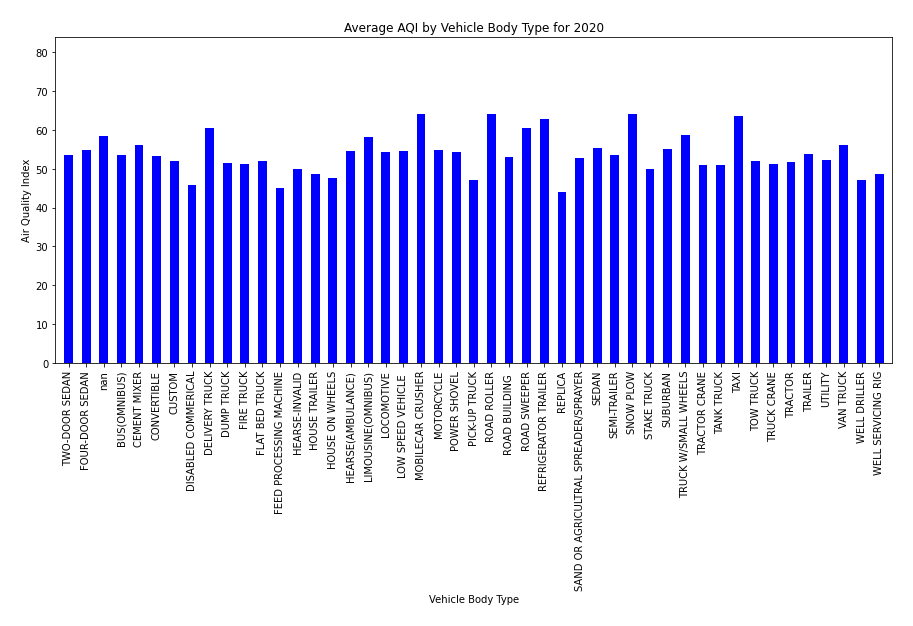 Average AQI by Vehicle Body Type for 2020
Air Quality Index
80
70
60
50
40
30
20
10
0
TWO-DOOR SEDAN
FOUR-DOOR SEDAN
nan
BUS(OMNIBUS)
CEMENT MIXER
CONVERTIBLE
CUSTOM
DISABLED COMMERICAL
DELIVERY TRUCK
DUMP TRUCK
FIRE TRUCK
FLAT BED TRUCK
FEED PROCESSING MACHINE
HEARSE-INVALID
HOUSE TRAILER
HOUSE ON WHEELS
HEARSE(AMBULANCE)
LIMOUSINE(OMNIBUS)
LOCOMOTIVE
LOW SPEED VEHICLE
MOBILECAR CRUSHER
MOTORCYCLE
POWER SHOVEL
PICK-UP TRUCK
ROAD ROLLER
ROAD BUILDING
ROAD SWEEPER
REFRIGERATOR TRAILER
REPLICA
SAND OR AGRICULTRAL SPREADER/SPRAYER
SEDAN
SEMI-TRAILER
SNOW PLOW
STAKE TRUCK
SUBURBAN
TRUCK W/SMALL WHEELS
TRACTOR CRANE
TANK TRUCK
TAXI
TOW TRUCK
TRUCK CRANE
TRACTOR
TRAILER
UTILITY
VAN TRUCK
WELL DRILLER
WELL SERVICING RIG
Vehicle Body Type